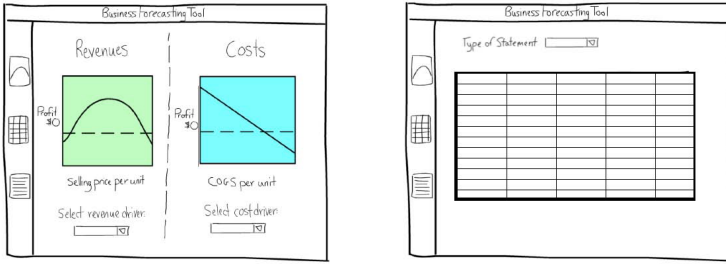 Business Forecasting Tool
Revenues
Costs
Profit
$0
Profit
$0
Selling price per unit
COGS per unit
Select revenue driver
Select cost driver
Business Forecasting Tool
Type of Statement